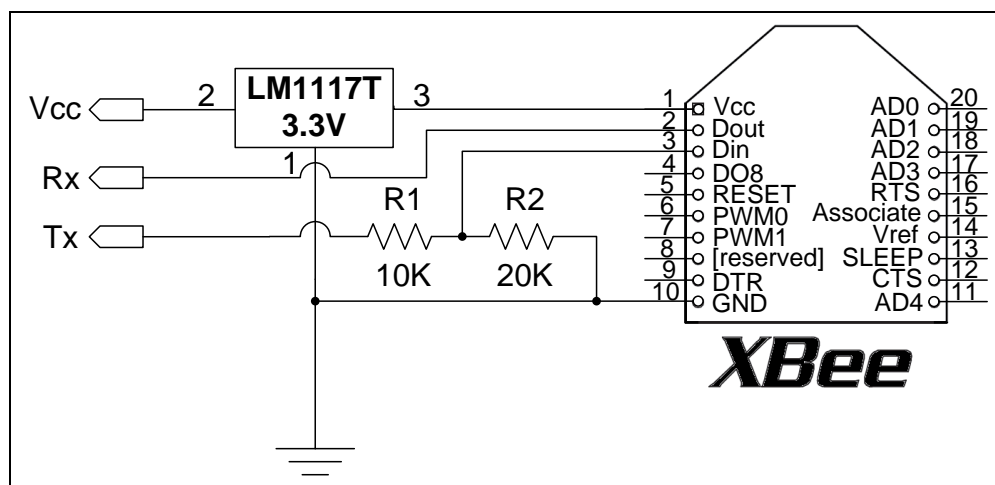 Vcc
2
LM1117T
3.3V
3
1
Rx
Tx
R1
10K
R2
20K
1 Vcc
2 Dout
3 Din
4 DO8
5 RESET
6 PWM0
7 PWM1
8 [reserved]
9 DTR
10 GND
AD0 20
AD1 19
AD2 18
AD3 17
RTS 16
Associate 15
Vref 14
SLEEP 13
CTS 12
AD4 11
XBee